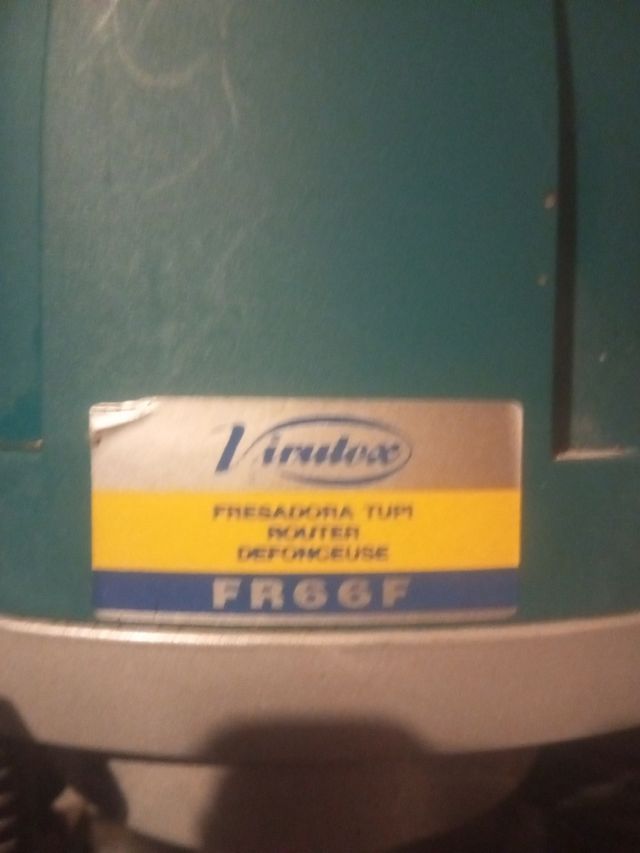 Virutex
FRESADORA TUPI
ROUTER
DEFONCEUSE
FR66F